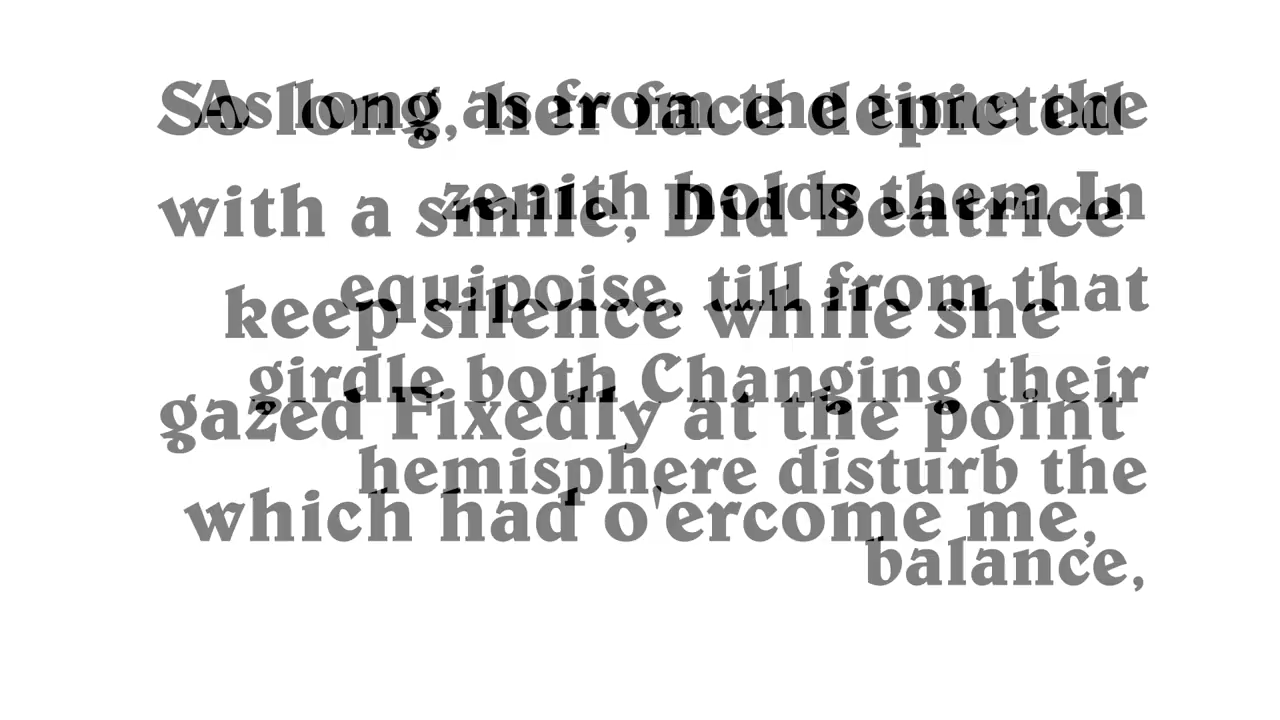 As long as from the time the
zenith holds them In
equipoise, till from that
girdle both Changing their
hemisphere disturb the
balance,
So long, her face depicted
with a smile, Did Beatrice
keep silence while she
gazed Fixedly at the point
which had o'ercome me,